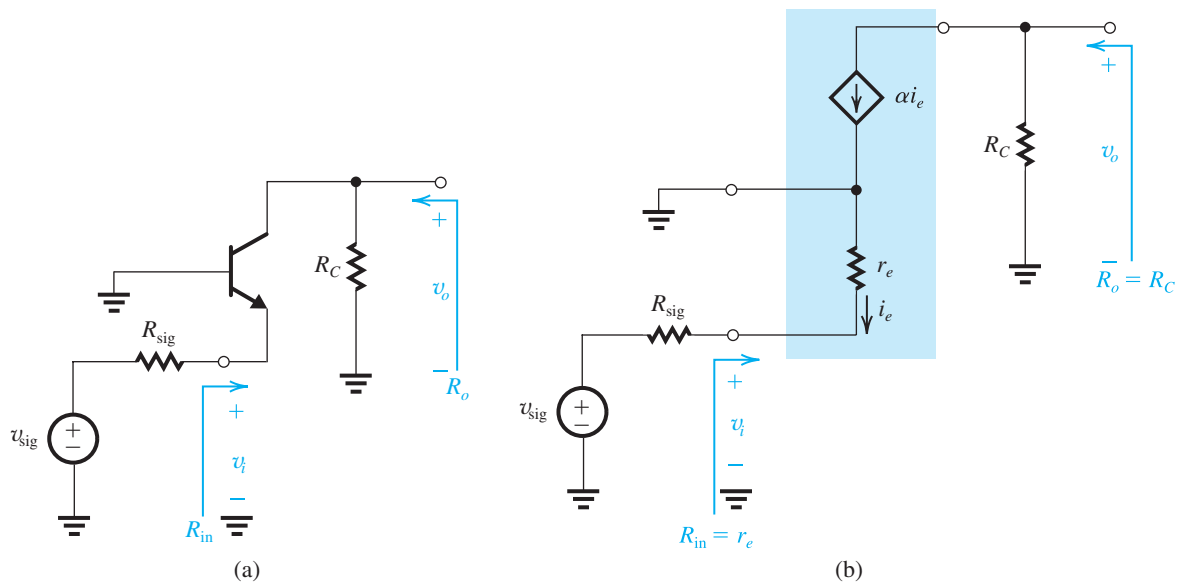 αi_e
R_C
v_o
+
−
R_o = R_C
r_e
i_e
R_sig
v_sig
+
−
+
v_i
−
R_in = r_e
(b)
R_C
+
v_o
−
R_o
R_sig
v_sig
+
−
+
v_i
−
R_in
(a)